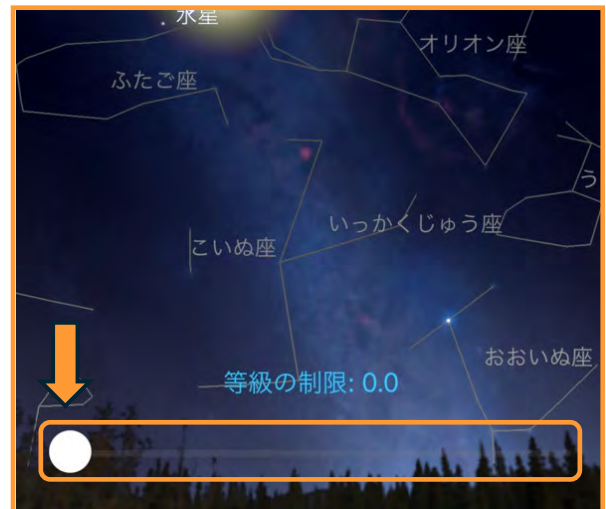 水星
オリオン座
ふたご座
う
いっかくじゅう座
こいぬ座
おおいぬ座
等級の制限: 0.0